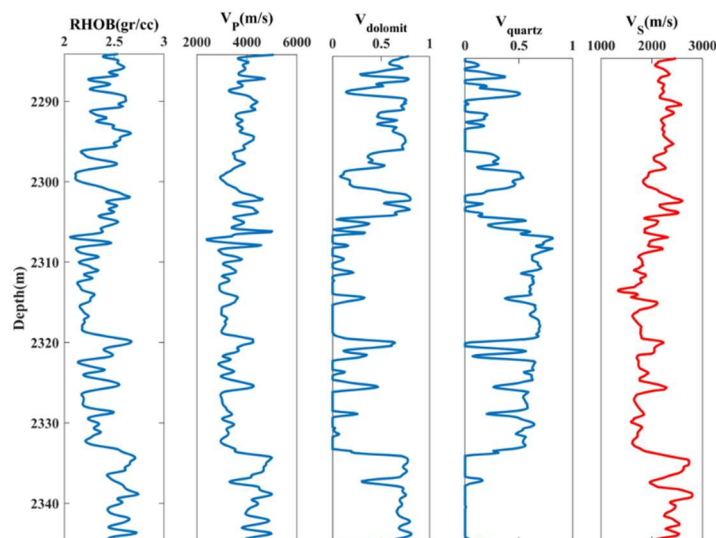 RHOB(gr/cc) V_P(m/s) V_dolomit V_quartz V_S(m/s)
2 2.5 3 2000 4000 6000 0 0.5 1 0 0.5 1 1000 2000 3000
2290
2300
2310
Depth(m)
2320
2330
2340